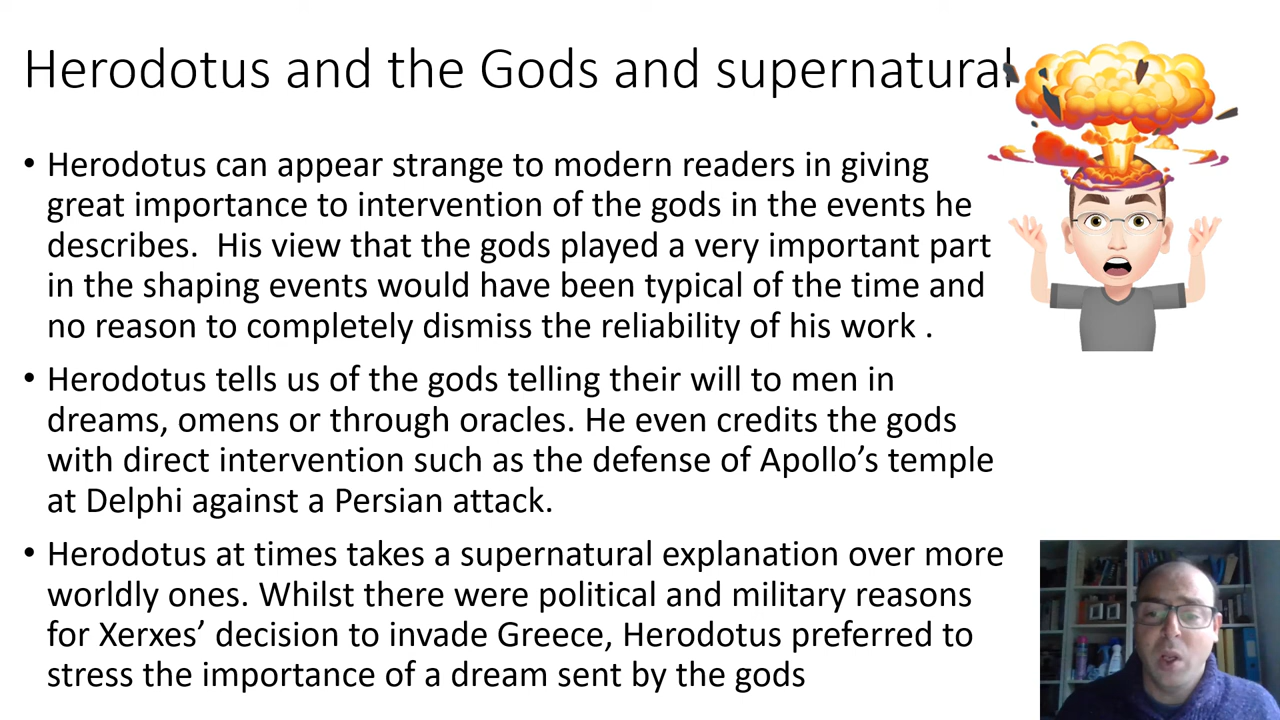 Herodotus and the Gods and supernatural
• Herodotus can appear strange to modern readers in giving
great importance to intervention of the gods in the events he
describes.  His view that the gods played a very important part
in the shaping events would have been typical of the time and
no reason to completely dismiss the reliability of his work .
• Herodotus tells us of the gods telling their will to men in
dreams, omens or through oracles. He even credits the gods
with direct intervention such as the defense of Apollo’s temple
at Delphi against a Persian attack.
• Herodotus at times takes a supernatural explanation over more
worldly ones. Whilst there were political and military reasons
for Xerxes’ decision to invade Greece, Herodotus preferred to
stress the importance of a dream sent by the gods